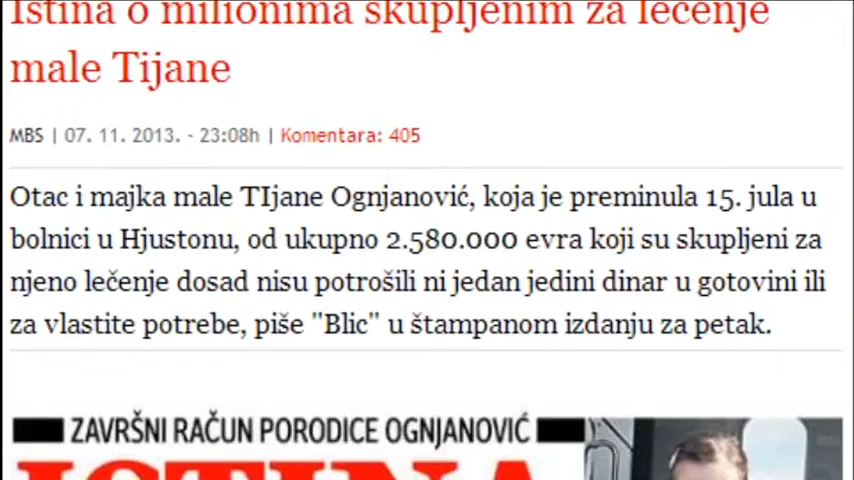 Istina o milionima skupljenim za lečenje
male Tijane
MBS | 07. 11. 2013. - 23:08h | Komentara: 405
Otac i majka male TIjane Ognjanović, koja je preminula 15. jula u
bolnici u Hjustonu, od ukupno 2.580.000 evra koji su skupljeni za
njeno lečenje dosad nisu potrošili ni jedan jedini dinar u gotovini ili
za vlastite potrebe, piše "Blic" u štampanom izdanju za petak.
ZAVRŠNI RAČUN PORODICE OGNJANOVIĆ
ISTINA